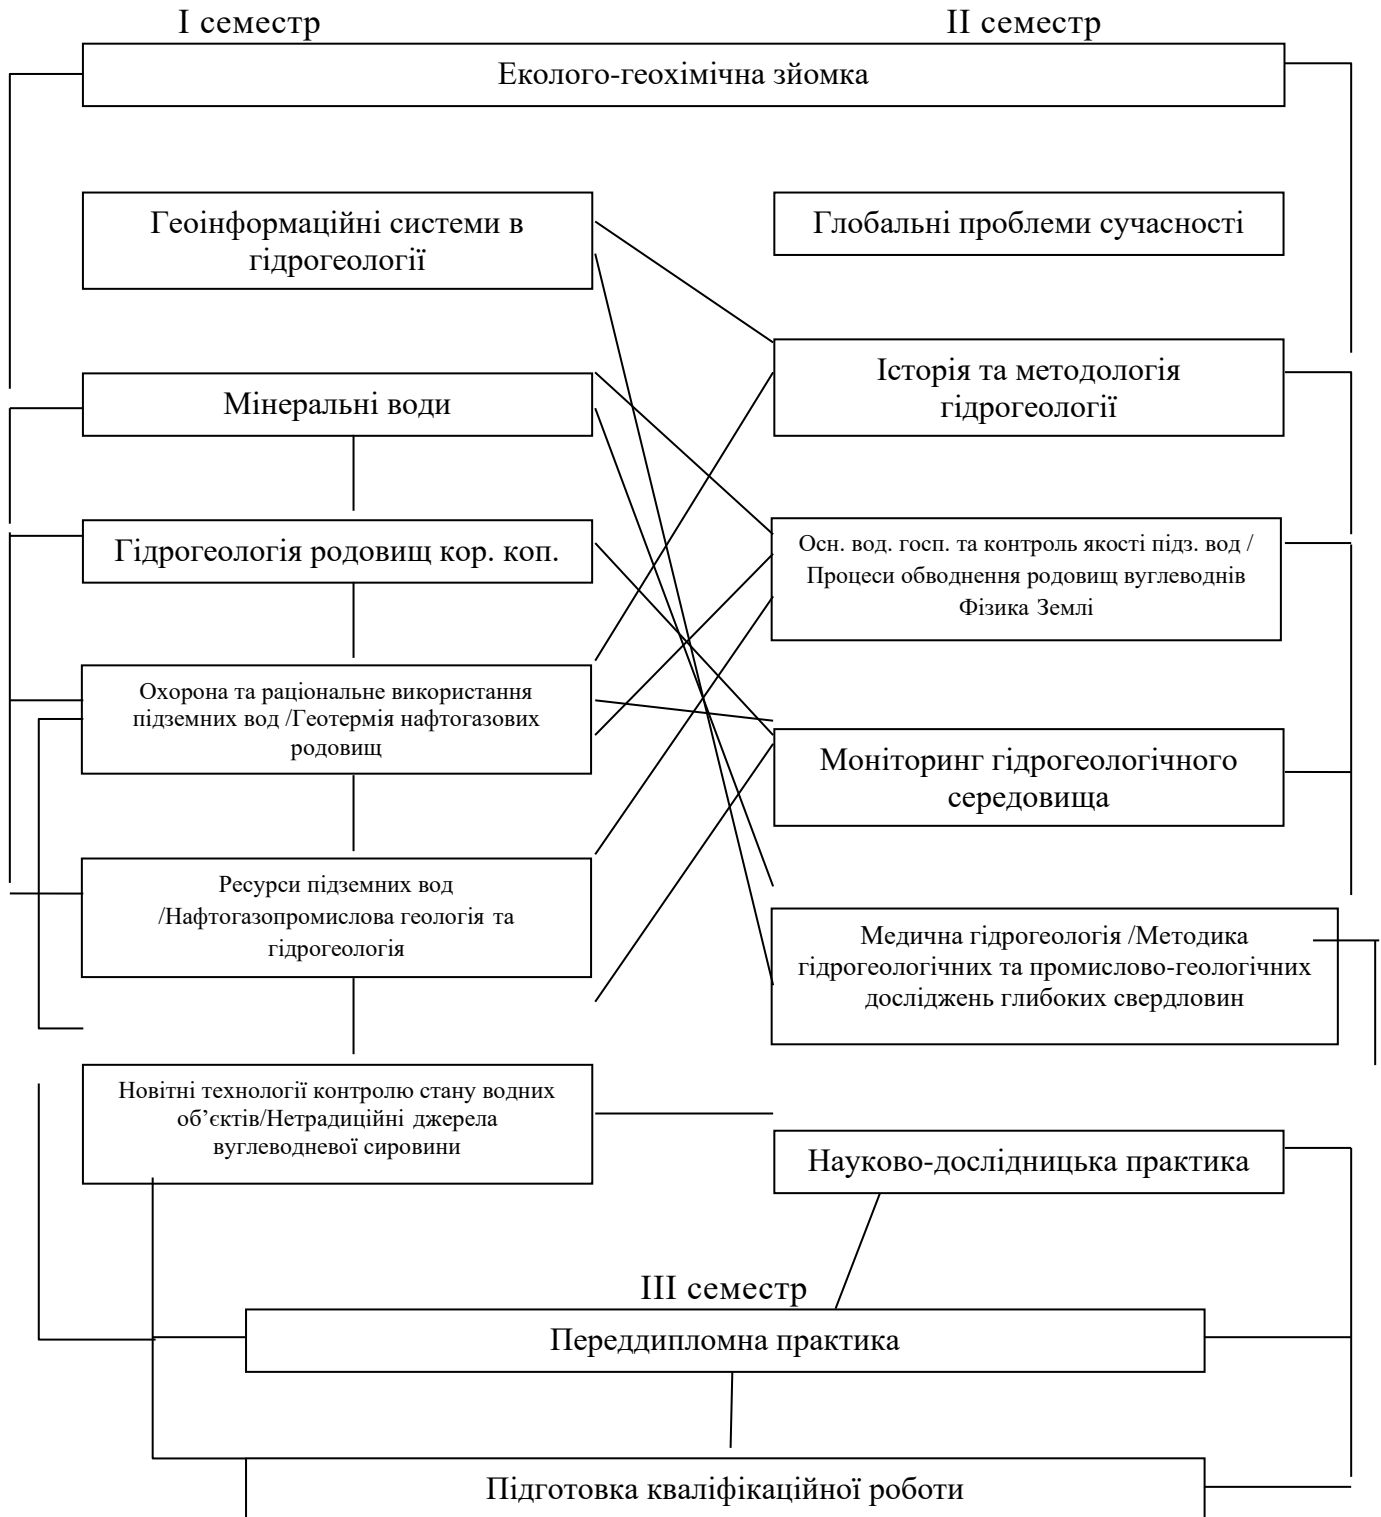 І семестр
ІІ семестр
Еколого-геохімічна зйомка
Геоінформаційні системи в
гідрогеології
Глобальні проблеми сучасності
Історія та методологія
гідрогеології
Мінеральні води
Гідрогеологія родовищ кор. коп.
Осн. вод. госп. та контроль якості підз. вод /
Процеси обводнення родовищ вуглеводнів
Фізика Землі
Охорона та раціональне використання
підземних вод /Геотермія нафтогазових
родовищ
Моніторинг гідрогеологічного
середовища
Ресурси підземних вод
/Нафтогазопромислова геологія та
гідрогеологія
Медична гідрогеологія /Методика
гідрогеологічних та промислово-геологічних
досліджень глибоких свердловин
Новітні технології контролю стану водних
об’єктів/Нетрадиційні джерела
вуглеводневої сировини
Науково-дослідницька практика
ІІІ семестр
Переддипломна практика
Підготовка кваліфікаційної роботи